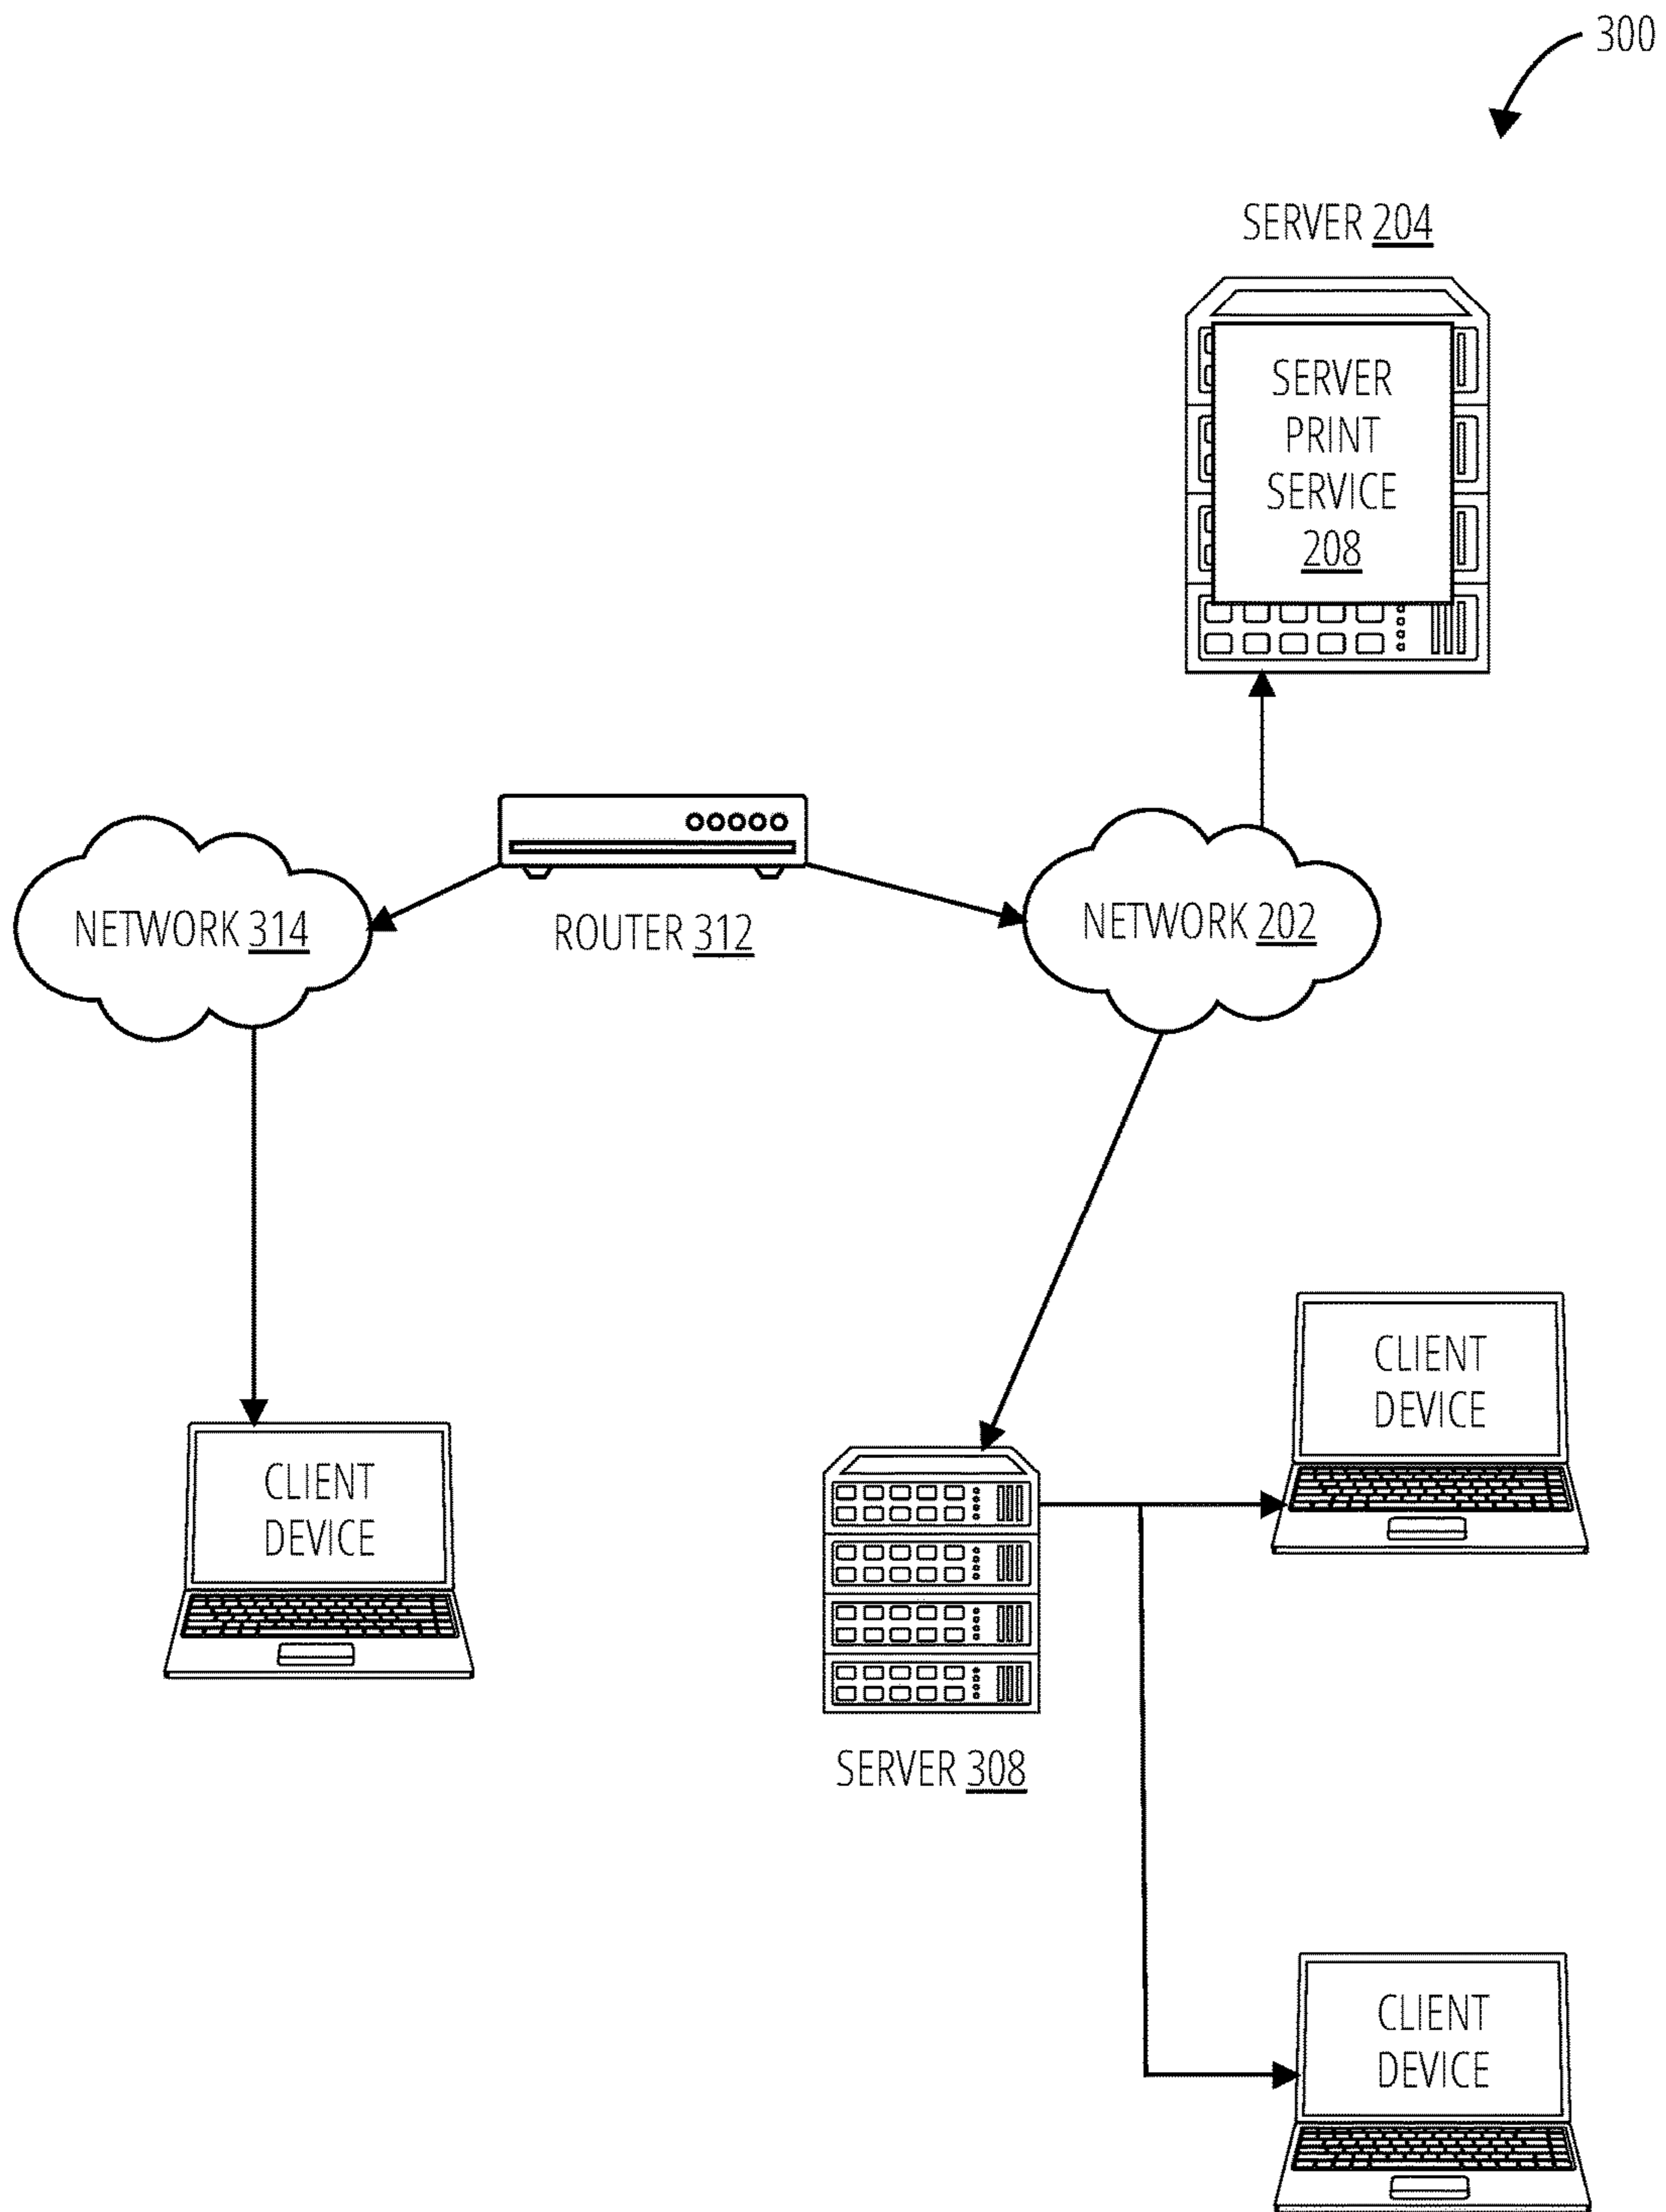 300
SERVER 204
SERVER
PRINT
SERVICE
208
NETWORK 314
ROUTER 312
NETWORK 202
CLIENT
DEVICE
CLIENT
DEVICE
SERVER 308
CLIENT
DEVICE